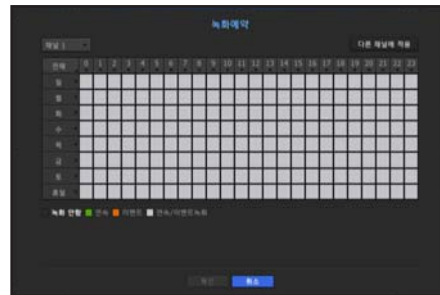 녹화예약
채널 1
다른 채널에 적용
전체 0 1 2 3 4 5 6 7 8 9 10 11 12 13 14 15 16 17 18 19 20 21 22 23
일
월
화
수
목
금
토
휴일
녹화 안함 연속 이벤트 연속/이벤트녹화
확인 취소